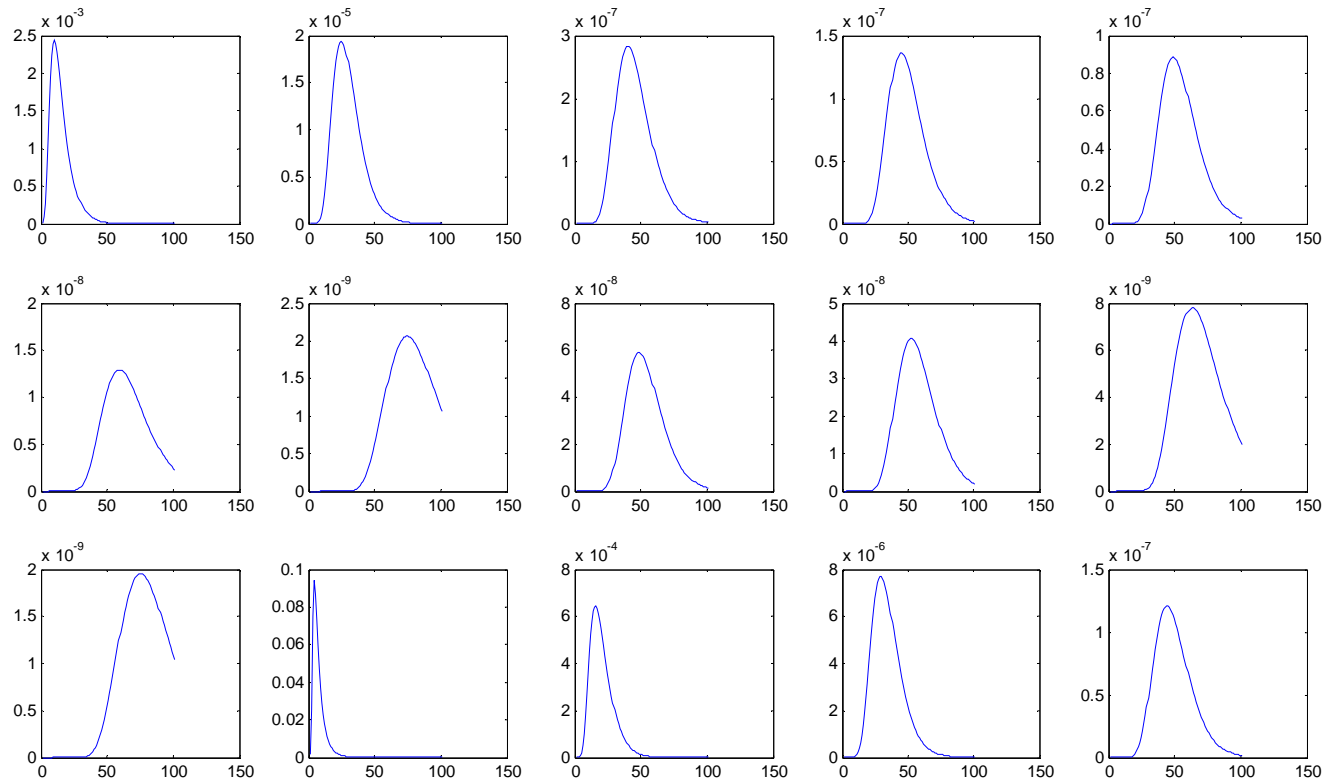 x 10-3 x 10-5 x 10-7 x 10-7 x 10-7
2.5 2 3 1.5 1
2 1.5 2 1 0.8
1.5 1 1 0.5 0.6
1 0.5 0 0 0.4
0.5 0 0.2
0 0
0 50 100 150 0 50 100 150 0 50 100 150 0 50 100 150 0 50 100 150
x 10-8 x 10-9 x 10-8 x 10-8 x 10-9
2 2.5 8 5 8
1.5 2 6 4 6
1 1.5 4 3 4
0.5 1 2 2 2
0 0.5 0 1 0
0 0
0 50 100 150 0 50 100 150 0 50 100 150 0 50 100 150 0 50 100 150
x 10-9 x 10-4 x 10-6 x 10-7
2 0.1 8 8 1.5
1.5 0.08 6 6 1
1 0.06 4 4 0.5
0.5 0.04 2 2 0
0 0.02 0 0
0
0 50 100 150 0 50 100 150 0 50 100 150 0 50 100 150 0 50 100 150